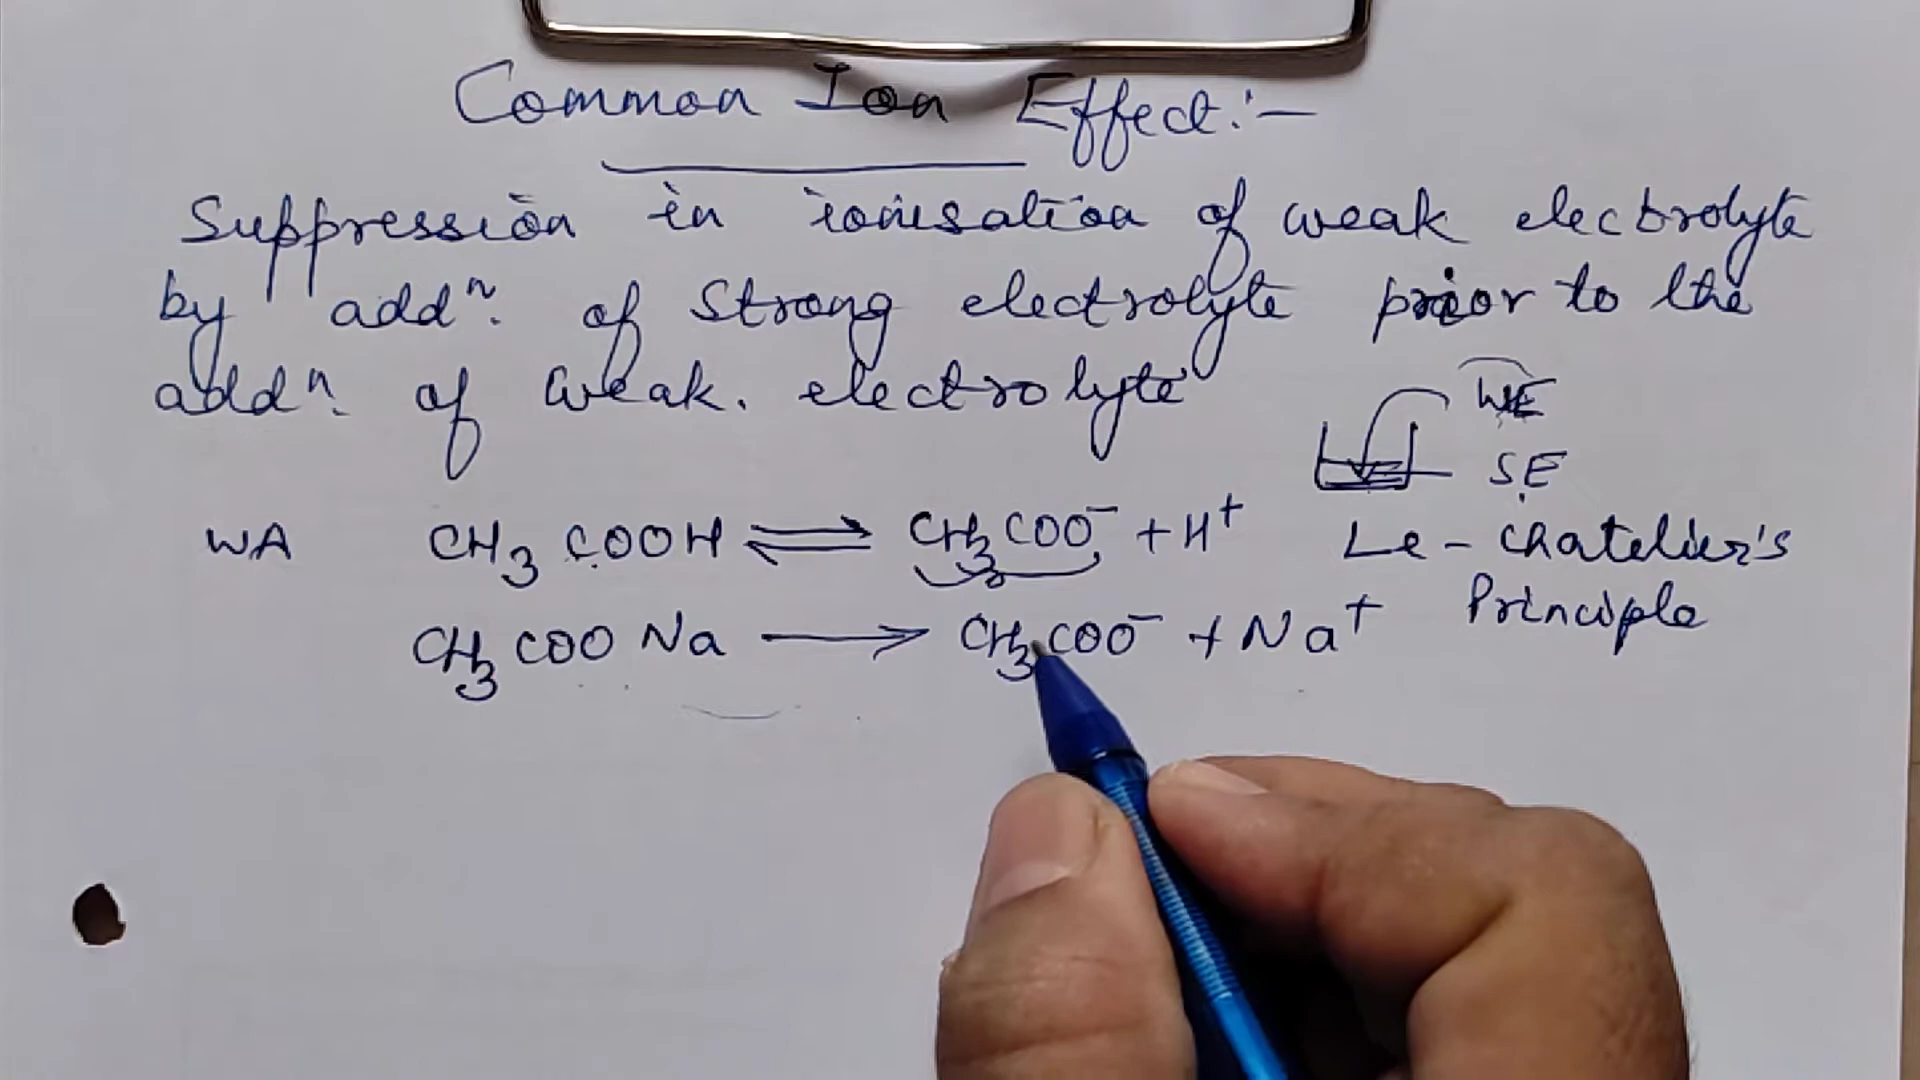 Common Ion Effect:-
Suppression in ionisation of weak electrolyte
by addⁿ. of Strong electrolyte prior to the
addⁿ. of weak. electrolyte
WE
SE
WA CH₃COOH ⇌ CH₃COO⁻ + H⁺
Le-chatelier's
Principle
CH₃COONa → CH₃COO⁻ + Na⁺